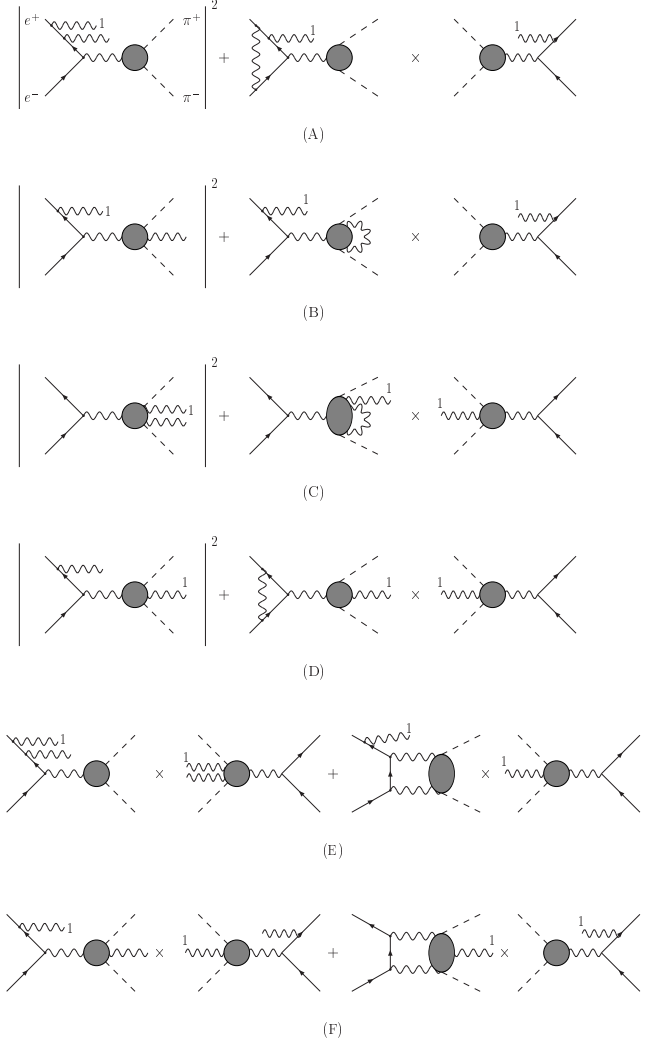 e⁺ 1 π⁺ 2 1 1
+ ×
e⁻ π⁻
(A)
2
1 1 1
+ ×
(B)
2
1 1 1
+ ×
(C)
2
1 1 1
+ ×
(D)
1 1 1 1
× + ×
(E)
1 1 1 1
× + ×
(F)